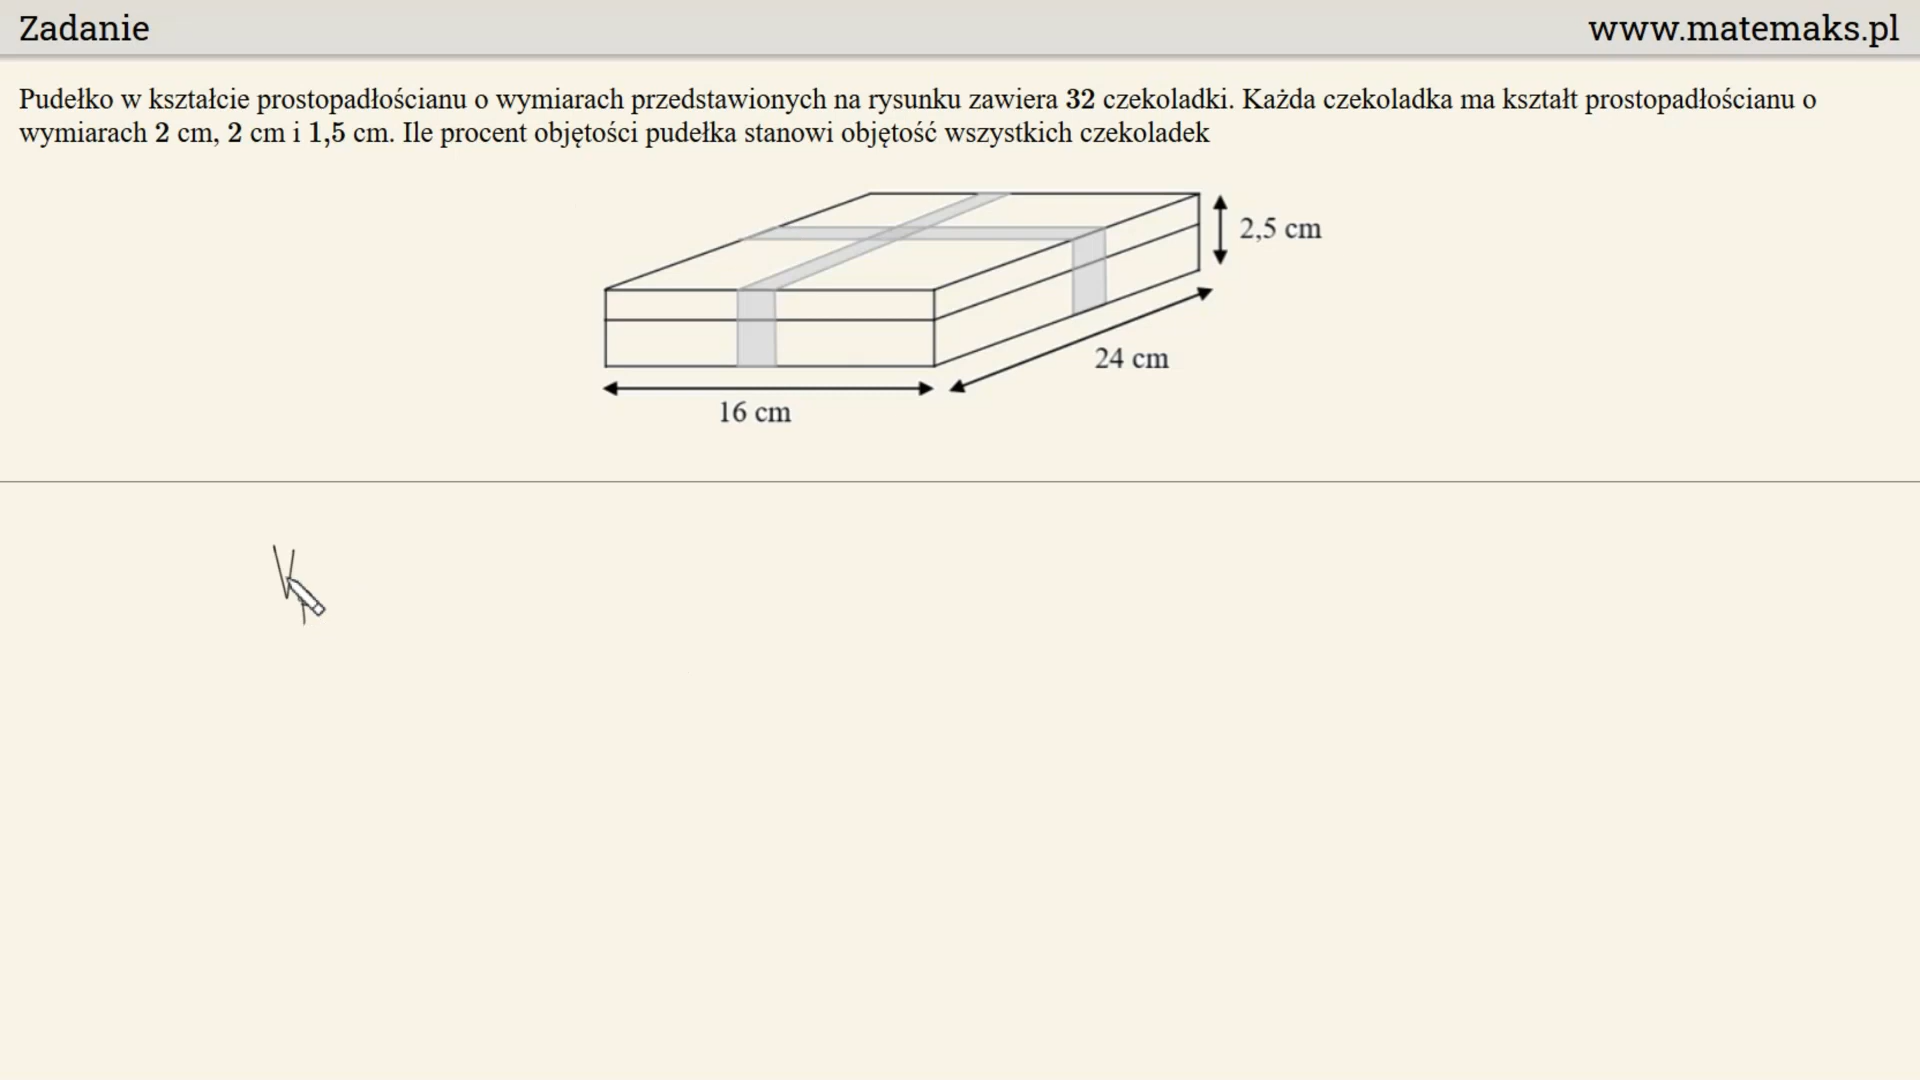 Zadanie
www.matemaks.pl
Pudełko w kształcie prostopadłościanu o wymiarach przedstawionych na rysunku zawiera 32 czekoladki. Każda czekoladka ma kształt prostopadłościanu o
wymiarach 2 cm, 2 cm i 1,5 cm. Ile procent objętości pudełka stanowi objętość wszystkich czekoladek
2,5 cm
24 cm
16 cm